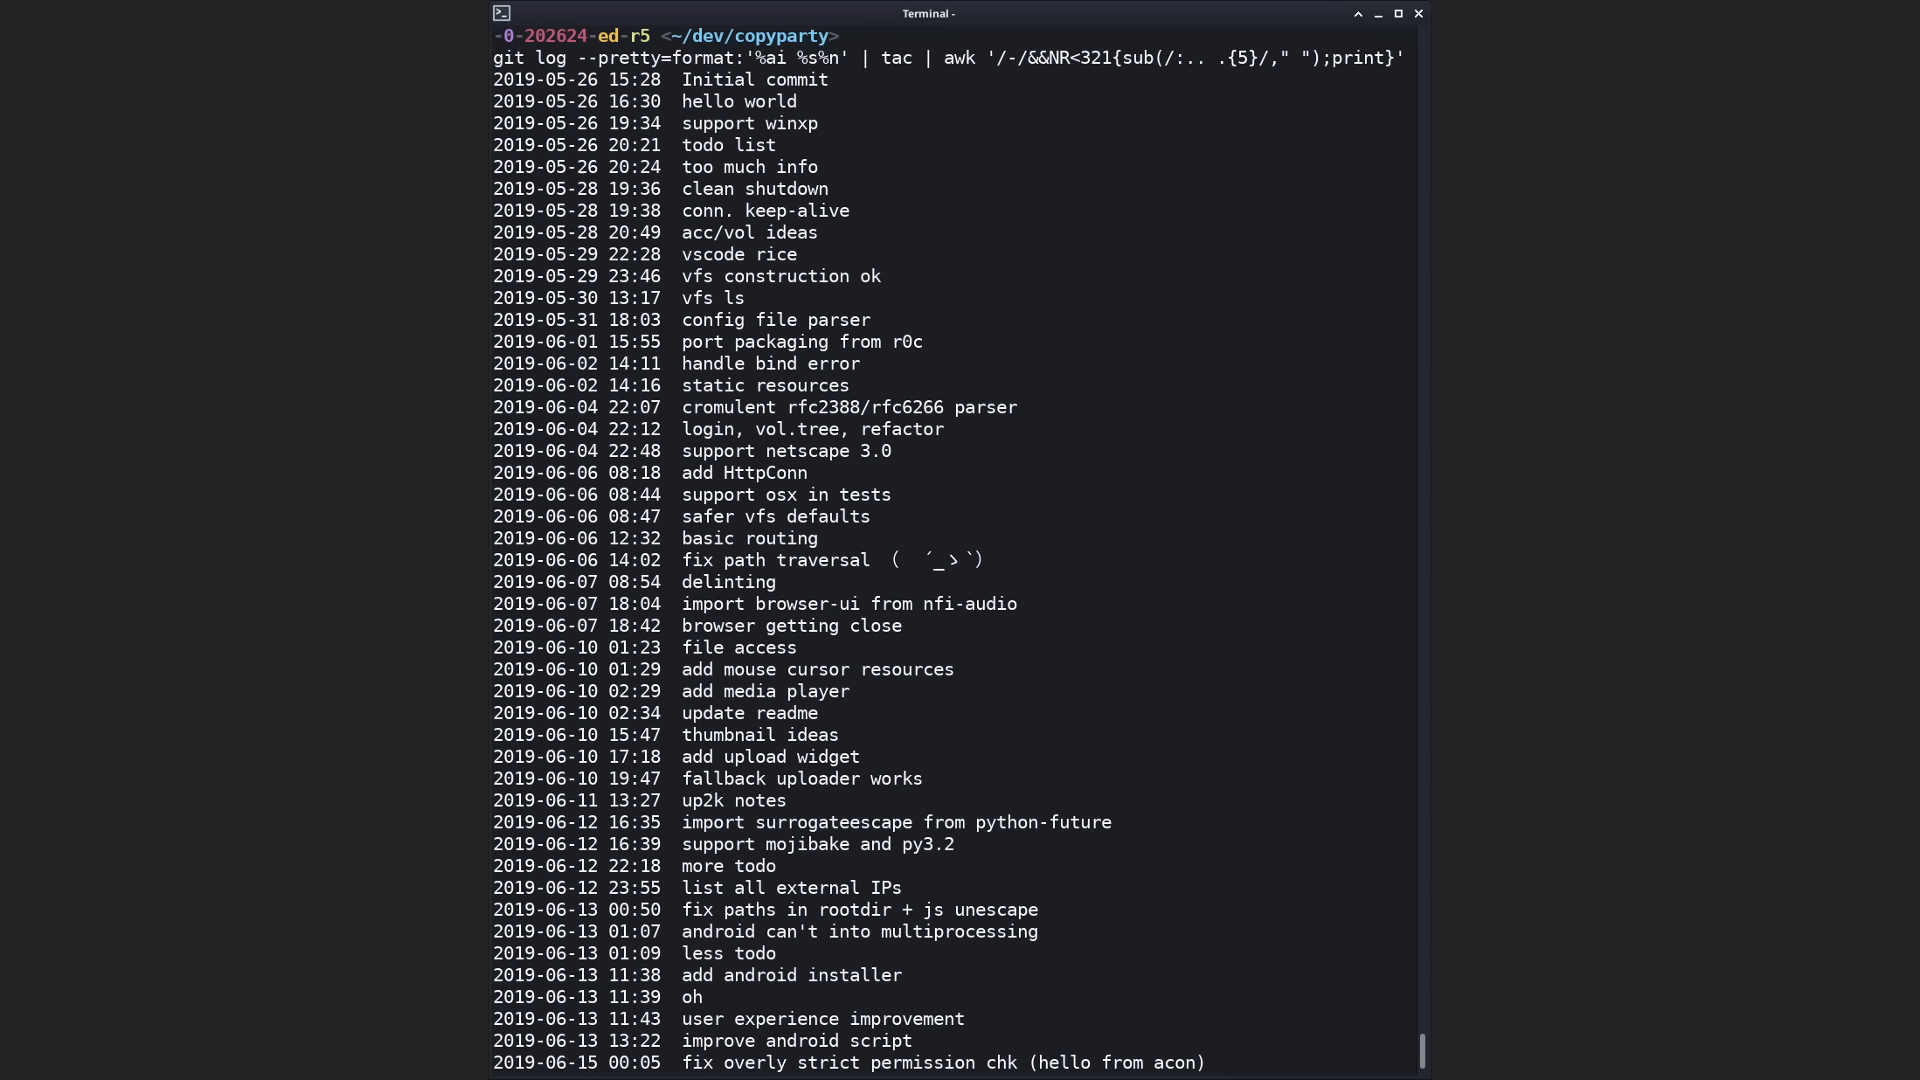 Terminal -
-0-202624-ed-r5 <~/dev/copyparty>
git log --pretty=format:'%ai %s%n' | tac | awk '/-/&&NR<321{sub(/:.. .{5}/," ");print}'
2019-05-26 15:28  Initial commit
2019-05-26 16:30  hello world
2019-05-26 19:34  support winxp
2019-05-26 20:21  todo list
2019-05-26 20:24  too much info
2019-05-28 19:36  clean shutdown
2019-05-28 19:38  conn. keep-alive
2019-05-28 20:49  acc/vol ideas
2019-05-29 22:28  vscode rice
2019-05-29 23:46  vfs construction ok
2019-05-30 13:17  vfs ls
2019-05-31 18:03  config file parser
2019-06-01 15:55  port packaging from r0c
2019-06-02 14:11  handle bind error
2019-06-02 14:16  static resources
2019-06-04 22:07  cromulent rfc2388/rfc6266 parser
2019-06-04 22:12  login, vol.tree, refactor
2019-06-04 22:48  support netscape 3.0
2019-06-06 08:18  add HttpConn
2019-06-06 08:44  support osx in tests
2019-06-06 08:47  safer vfs defaults
2019-06-06 12:32  basic routing
2019-06-06 14:02  fix path traversal （　´_ゝ`）
2019-06-07 08:54  delinting
2019-06-07 18:04  import browser-ui from nfi-audio
2019-06-07 18:42  browser getting close
2019-06-10 01:23  file access
2019-06-10 01:29  add mouse cursor resources
2019-06-10 02:29  add media player
2019-06-10 02:34  update readme
2019-06-10 15:47  thumbnail ideas
2019-06-10 17:18  add upload widget
2019-06-10 19:47  fallback uploader works
2019-06-11 13:27  up2k notes
2019-06-12 16:35  import surrogateescape from python-future
2019-06-12 16:39  support mojibake and py3.2
2019-06-12 22:18  more todo
2019-06-12 23:55  list all external IPs
2019-06-13 00:50  fix paths in rootdir + js unescape
2019-06-13 01:07  android can't into multiprocessing
2019-06-13 01:09  less todo
2019-06-13 11:38  add android installer
2019-06-13 11:39  oh
2019-06-13 11:43  user experience improvement
2019-06-13 13:22  improve android script
2019-06-15 00:05  fix overly strict permission chk (hello from acon)